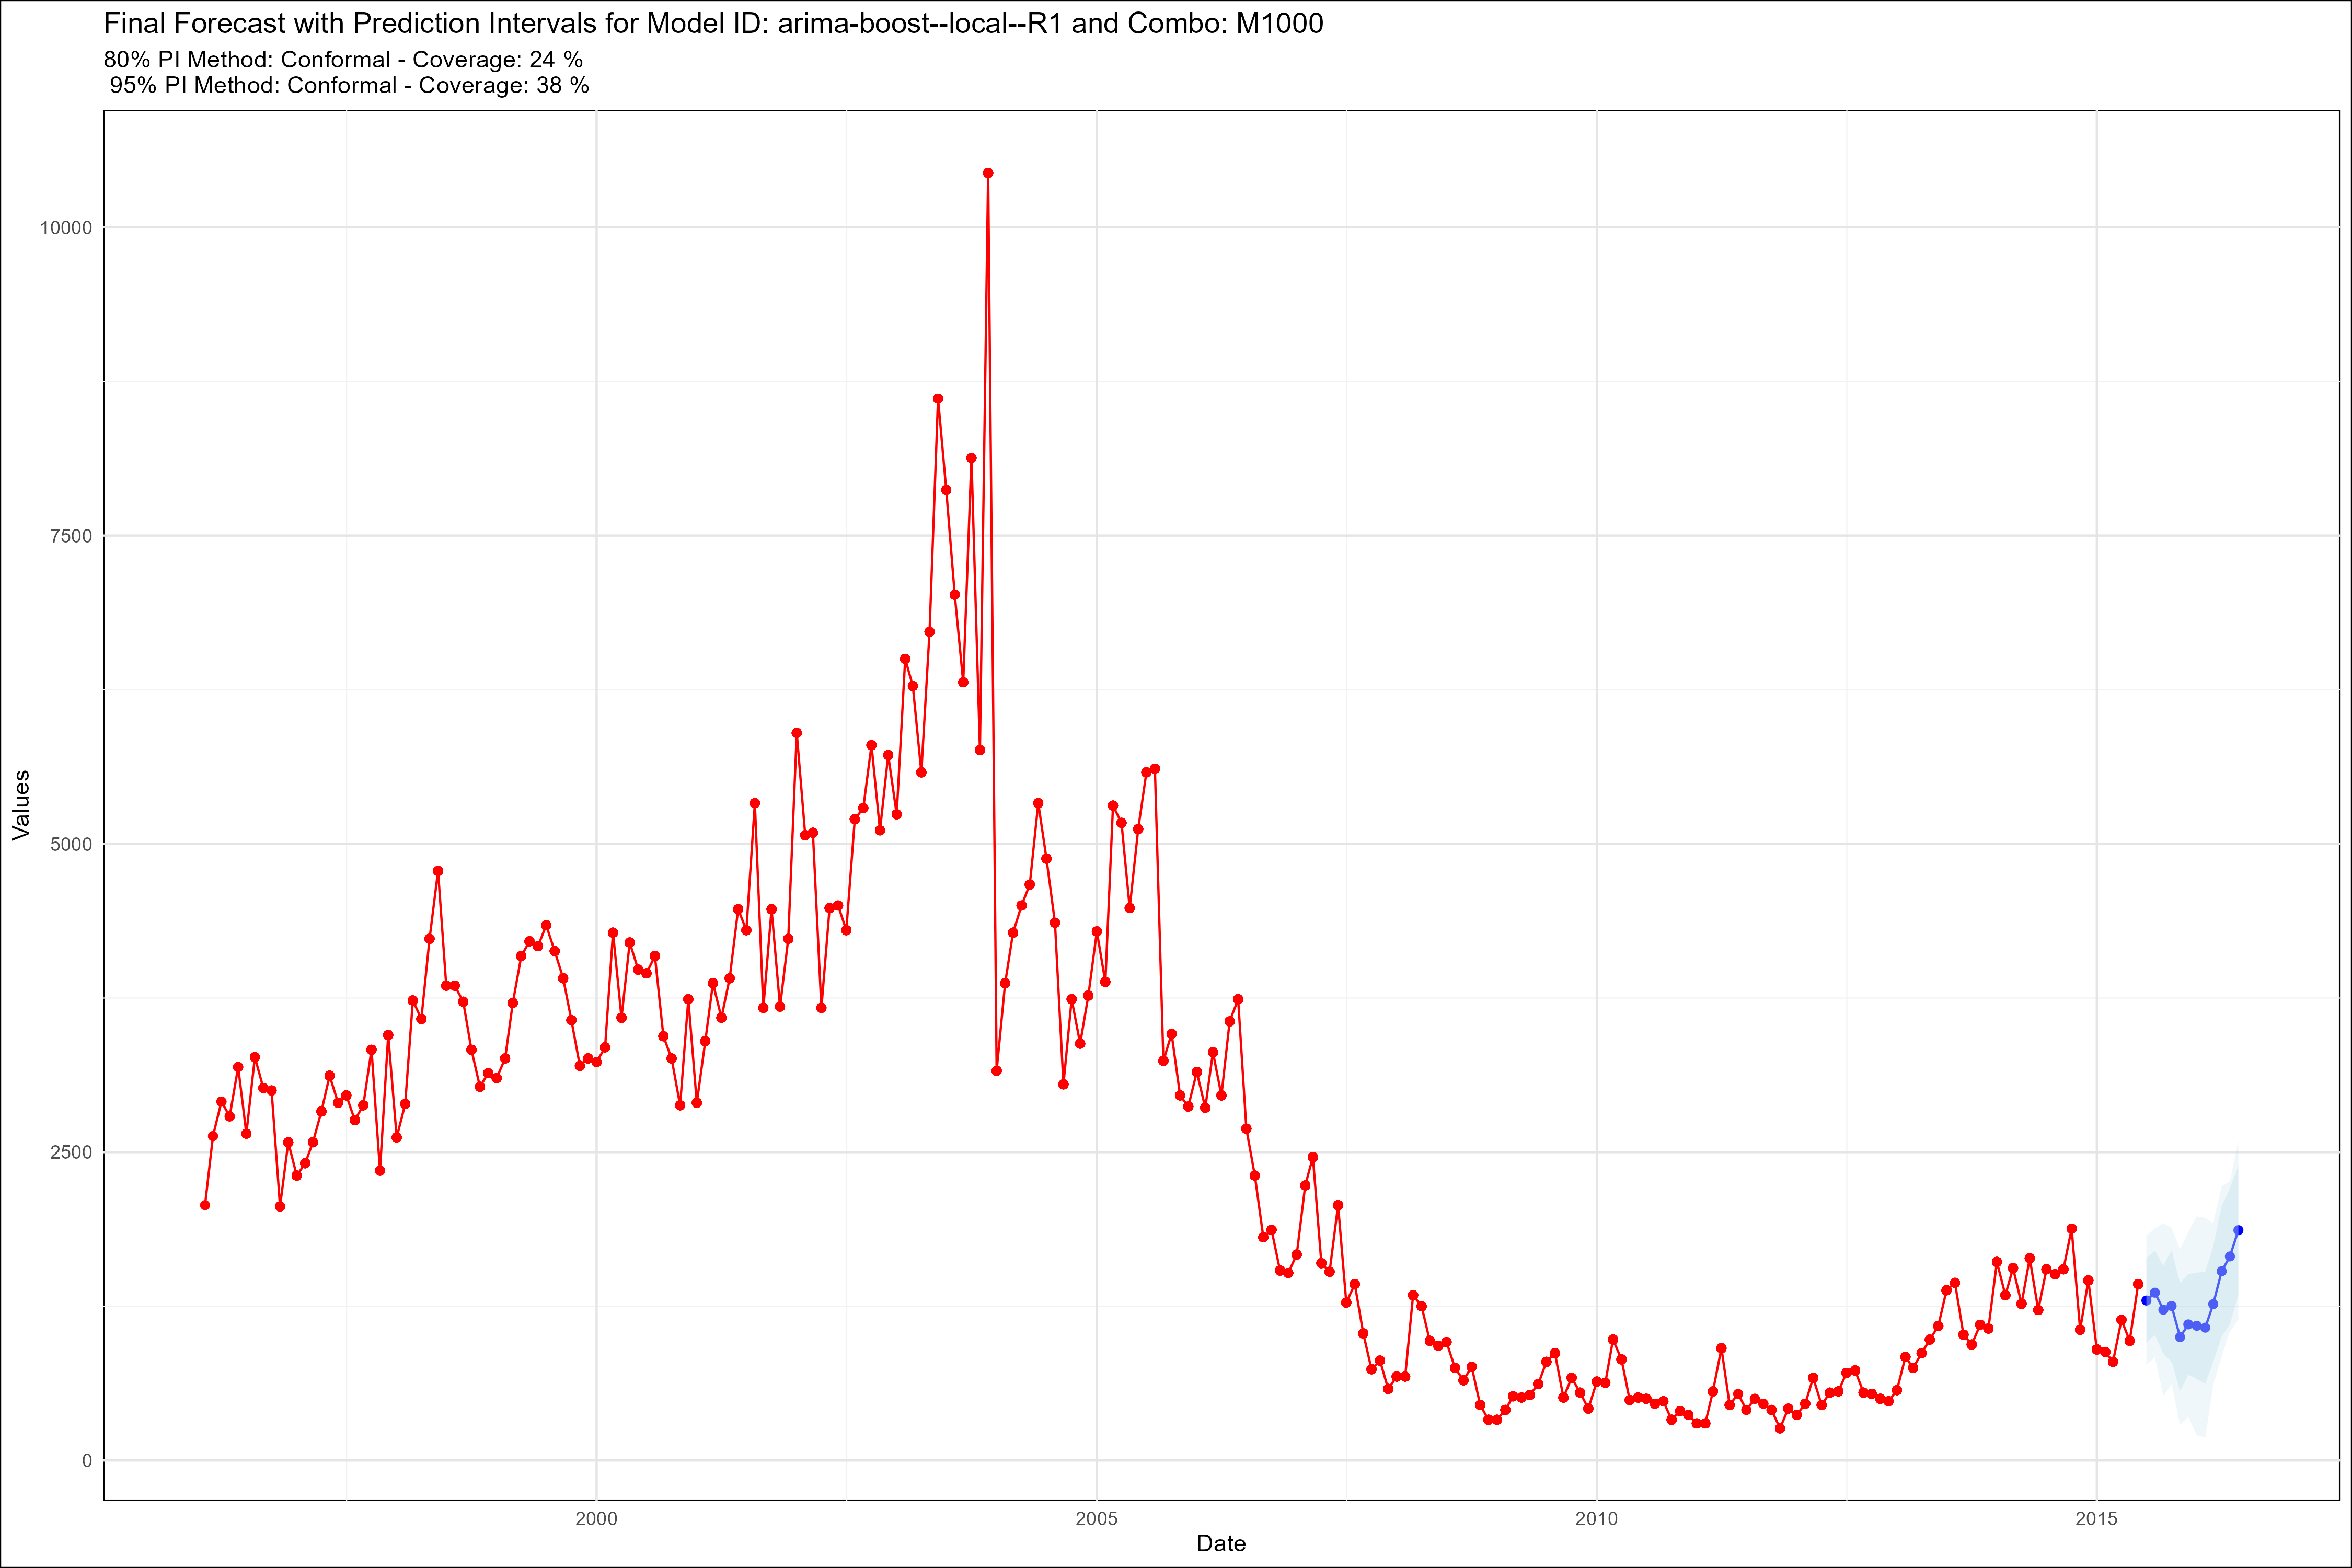 Final Forecast with Prediction Intervals for Model ID: arima-boost--local--R1 and Combo: M1000
80% PI Method: Conformal - Coverage: 24 %
95% PI Method: Conformal - Coverage: 38 %
10000
7500
5000
2500
0
Values
2000
2005
2010
2015
Date